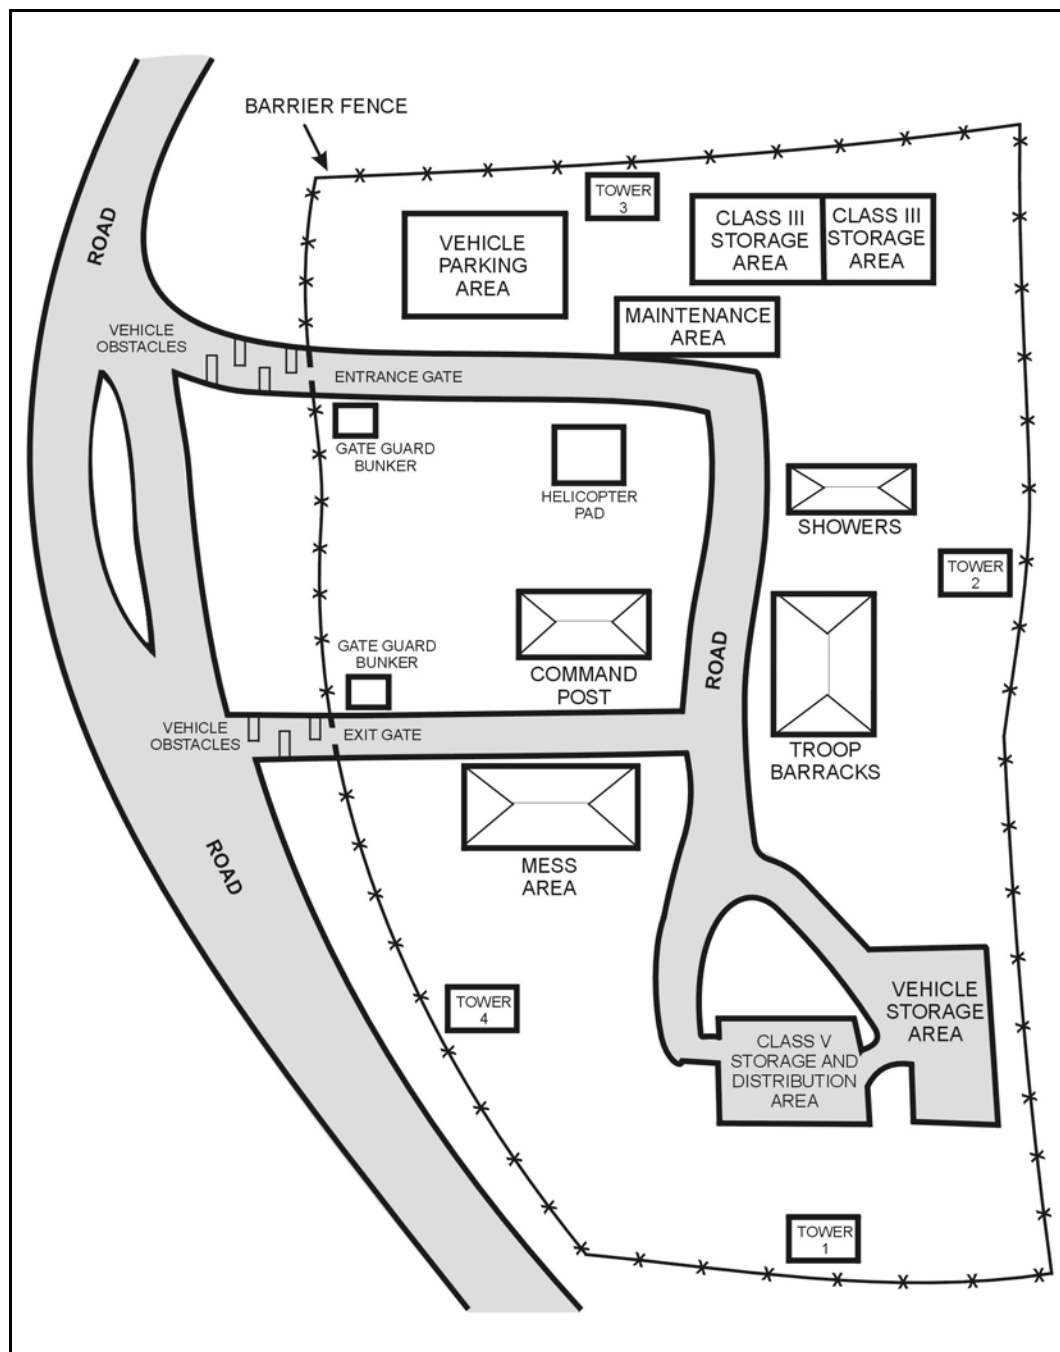 BARRIER FENCE
TOWER
3
CLASS III
STORAGE
AREA
CLASS III
STORAGE
AREA
ROAD
VEHICLE
PARKING
AREA
MAINTENANCE
AREA
VEHICLE
OBSTACLES
ENTRANCE GATE
GATE GUARD
BUNKER
HELICOPTER
PAD
SHOWERS
TOWER
2
GATE GUARD
BUNKER
COMMAND
POST
ROAD
VEHICLE
OBSTACLES
EXIT GATE
TROOP
BARRACKS
ROAD
MESS
AREA
TOWER
4
VEHICLE
STORAGE
AREA
CLASS V
STORAGE AND
DISTRIBUTION
AREA
TOWER
1